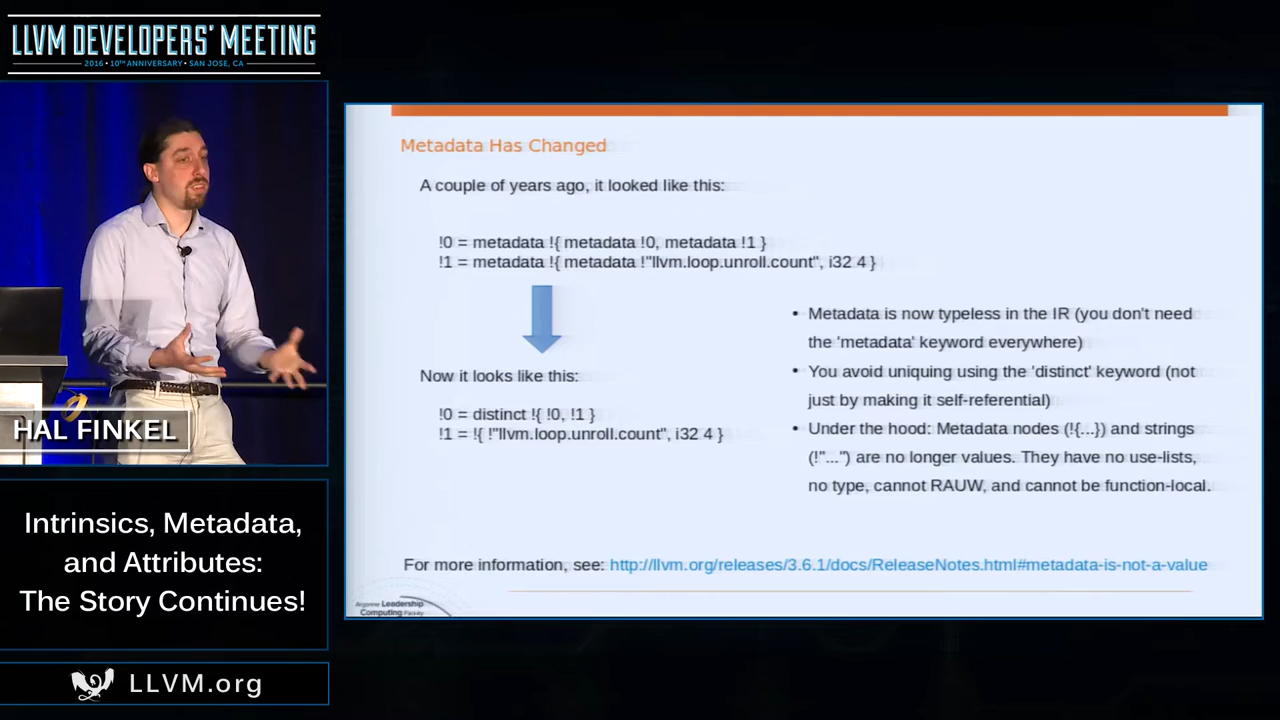 LLVM DEVELOPERS' MEETING
2016 • 10TH ANNIVERSARY • SAN JOSE, CA
HAL FINKEL
Intrinsics, Metadata,
and Attributes:
The Story Continues!
LLVM.org
Metadata Has Changed
A couple of years ago, it looked like this:
!0 = metadata !{ metadata !0, metadata !1 }
!1 = metadata !{ metadata !"llvm.loop.unroll.count", i32 4 }
Now it looks like this:
!0 = distinct !{ !0, !1 }
!1 = !{ !"llvm.loop.unroll.count", i32 4 }
• Metadata is now typeless in the IR (you don't need
the 'metadata' keyword everywhere)
• You avoid uniquing using the 'distinct' keyword (not
just by making it self-referential)
• Under the hood: Metadata nodes (!{...}) and strings
(!"...") are no longer values. They have no use-lists,
no type, cannot RAUW, and cannot be function-local.
For more information, see: http://llvm.org/releases/3.6.1/docs/ReleaseNotes.html#metadata-is-not-a-value
Argonne Leadership
Computing Facility